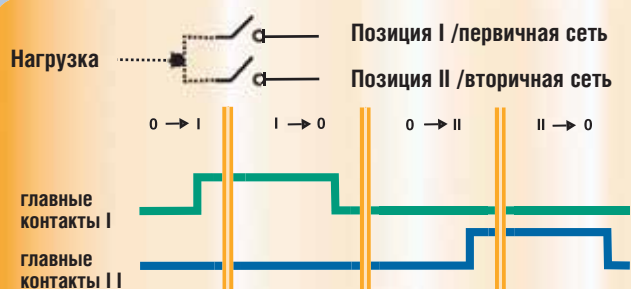 Позиция I /первичная сеть
Нагрузка
Позиция II /вторичная сеть
0 → I I → 0 0 → II II → 0
главные
контакты I
главные
контакты I I